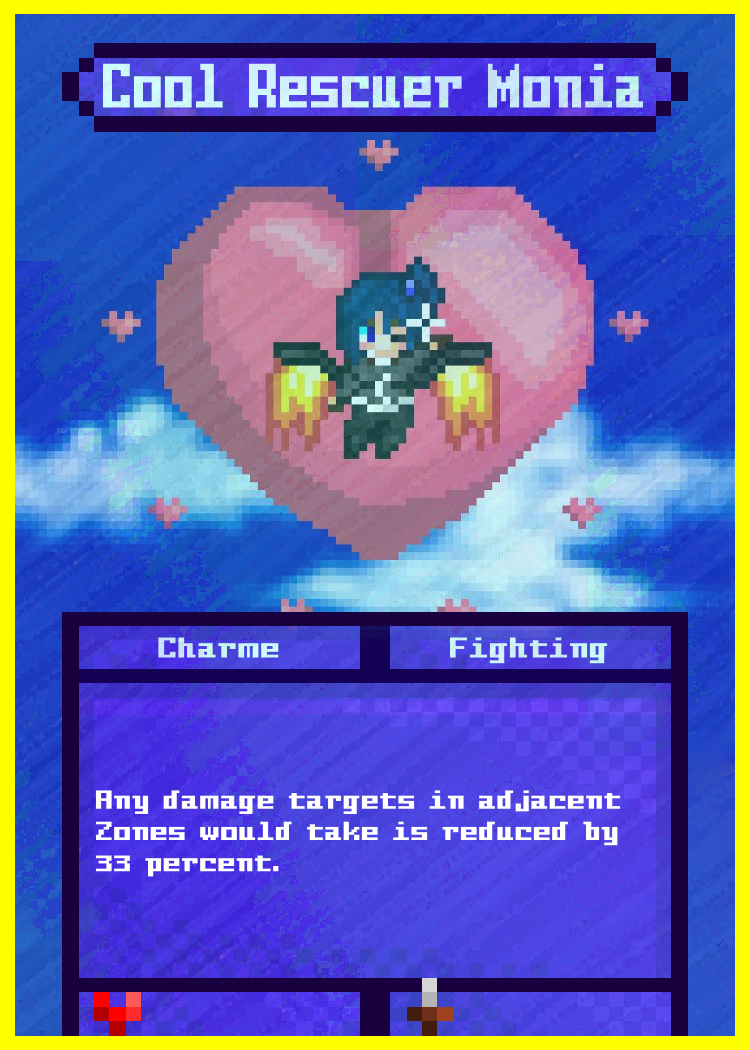 Cool Rescuer Monia
Charme
Fighting
Any damage targets in adjacent
Zones would take is reduced by
33 percent.